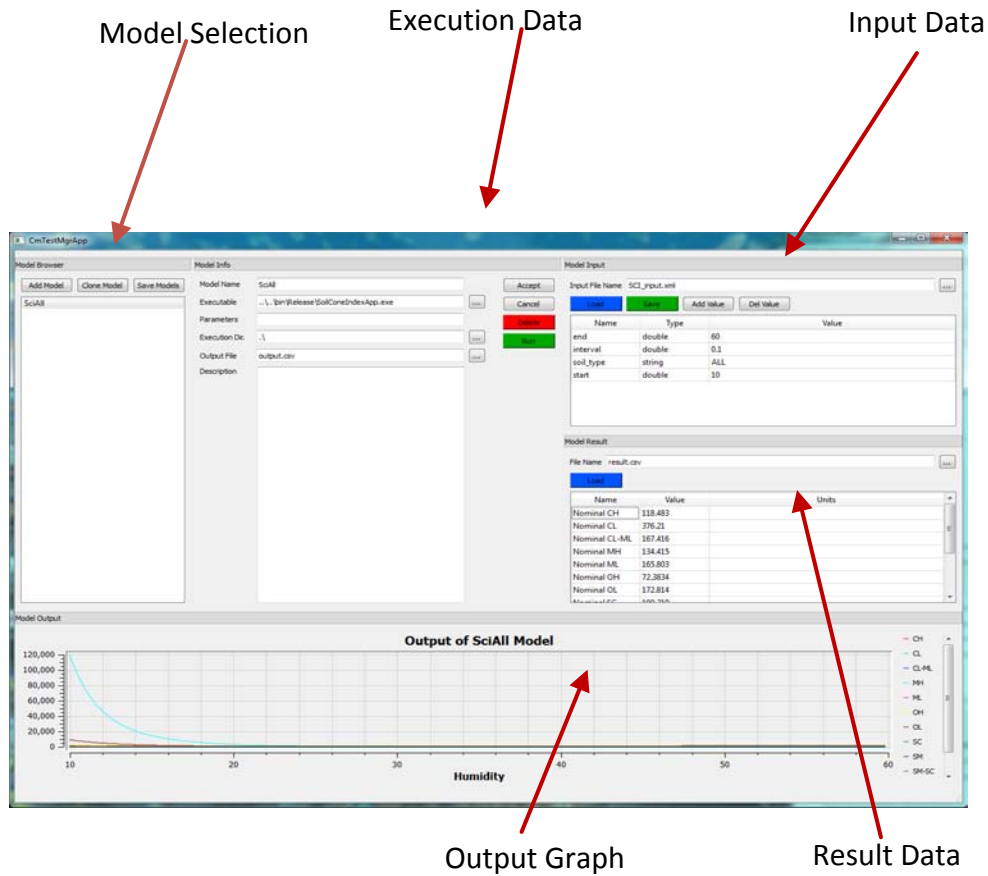 Model Selection
Execution Data
Input Data
CmTestMgrApp
Model Browser
Add Model Clone Model Save Models
SciAll
Model Info
Model Name SciAll
Executable ..\..\bin\Release\SoilConeIndexApp.exe ...
Parameters
Execution Dir. .\ ...
Output File output.csv ...
Description
Accept
Cancel
Delete
Run
Model Input
Input File Name SCI_input.xml ...
Load Save Add Value Del Value
Name Type Value
end double 60
interval double 0.1
soil_type string ALL
start double 10
Model Result
File Name result.csv ...
Load
Name Value Units
Nominal CH 118.483
Nominal CL 376.21
Nominal CL-ML 167.416
Nominal MH 134.415
Nominal ML 165.803
Nominal OH 72.3834
Nominal OL 172.814
Nominal SC
Model Output
Output of SciAll Model
120,000
100,000
80,000
60,000
40,000
20,000
0
10 20 30 40 50 60
Humidity
CH
CL
CL-ML
MH
ML
OH
OL
SC
SM
SM-SC
Output Graph
Result Data